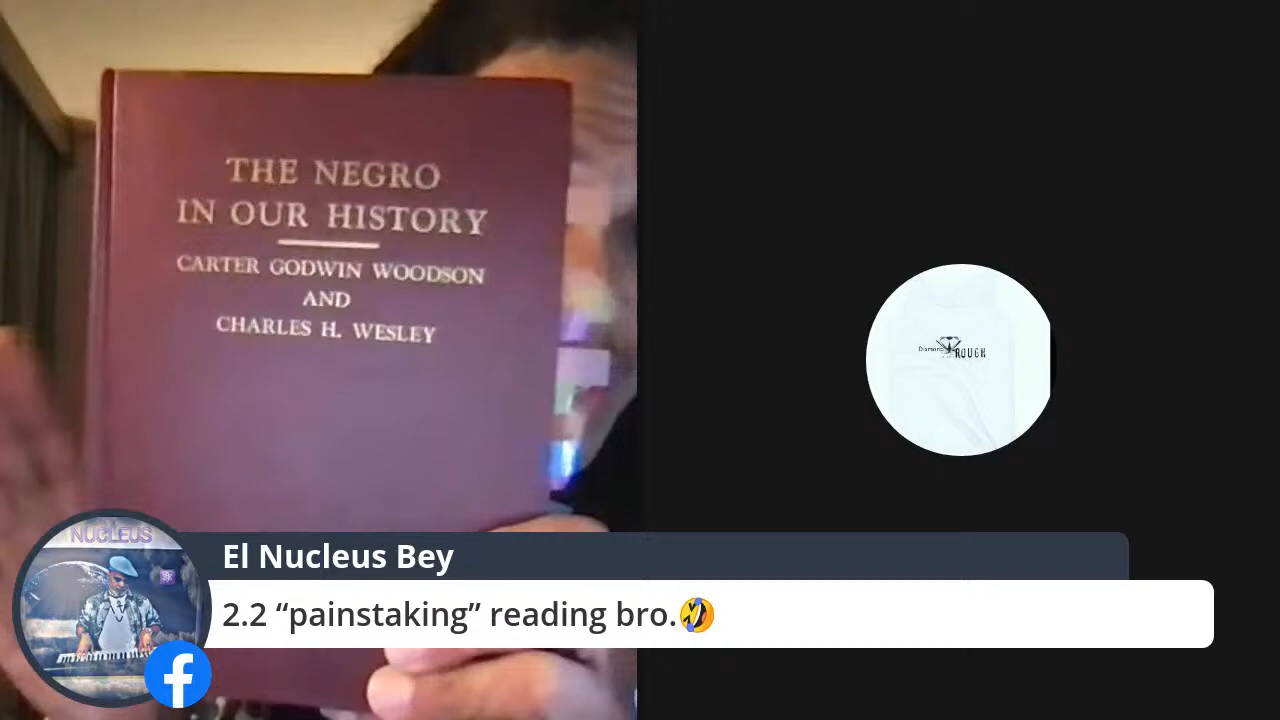 THE NEGRO
IN OUR HISTORY
CARTER GODWIN WOODSON
AND
CHARLES H. WESLEY
ROUGH
NUCLEUS
El Nucleus Bey
2.2 “painstaking” reading bro.🤣